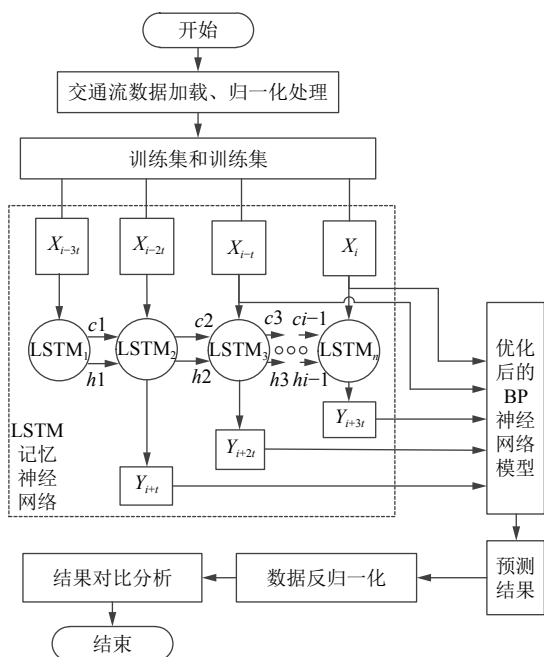 开始
交通流数据加载、归一化处理
训练集和训练集
X_{i−3t}
X_{i−2t}
X_{i−t}
X_i
c1
c2
c3
ci−1
LSTM_1
LSTM_2
LSTM_3
LSTM_n
h1
h2
h3
hi−1
Y_{i+3t}
Y_{i+2t}
Y_{i+t}
LSTM
记忆
神经
网络
优化
后的
BP
神经
网络
模型
预测
结果
数据反归一化
结果对比分析
结束